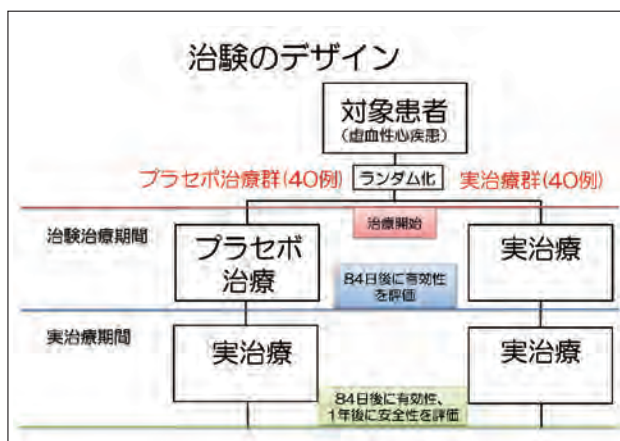 治験のデザイン
対象患者
(虚血性心疾患)
プラセボ治療群(40例)
ランダム化
実治療群(40例)
治験治療期間
治療開始
プラセボ
治療
実治療
84日後に有効性
を評価
実治療期間
実治療
実治療
84日後に有効性、
1年後に安全性を評価